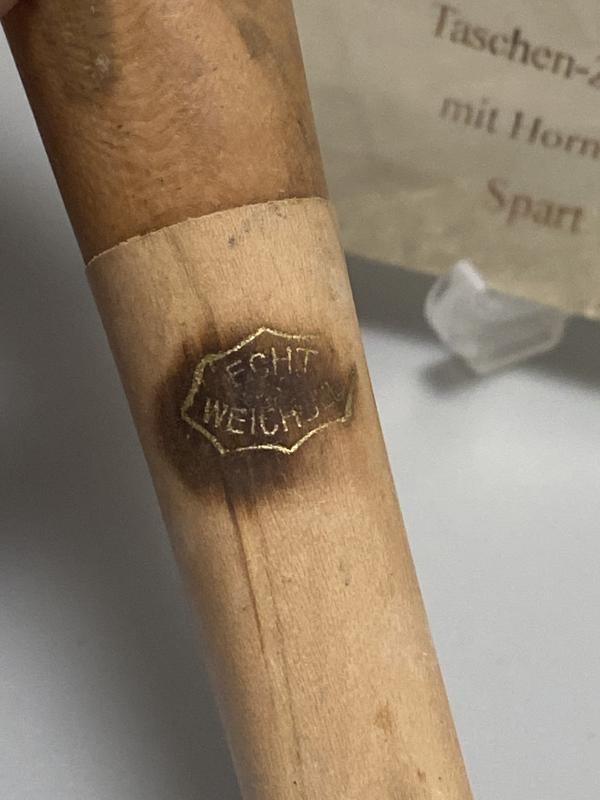 Taschen-
mit Horn
Spart
ECHT
WEICHSEL